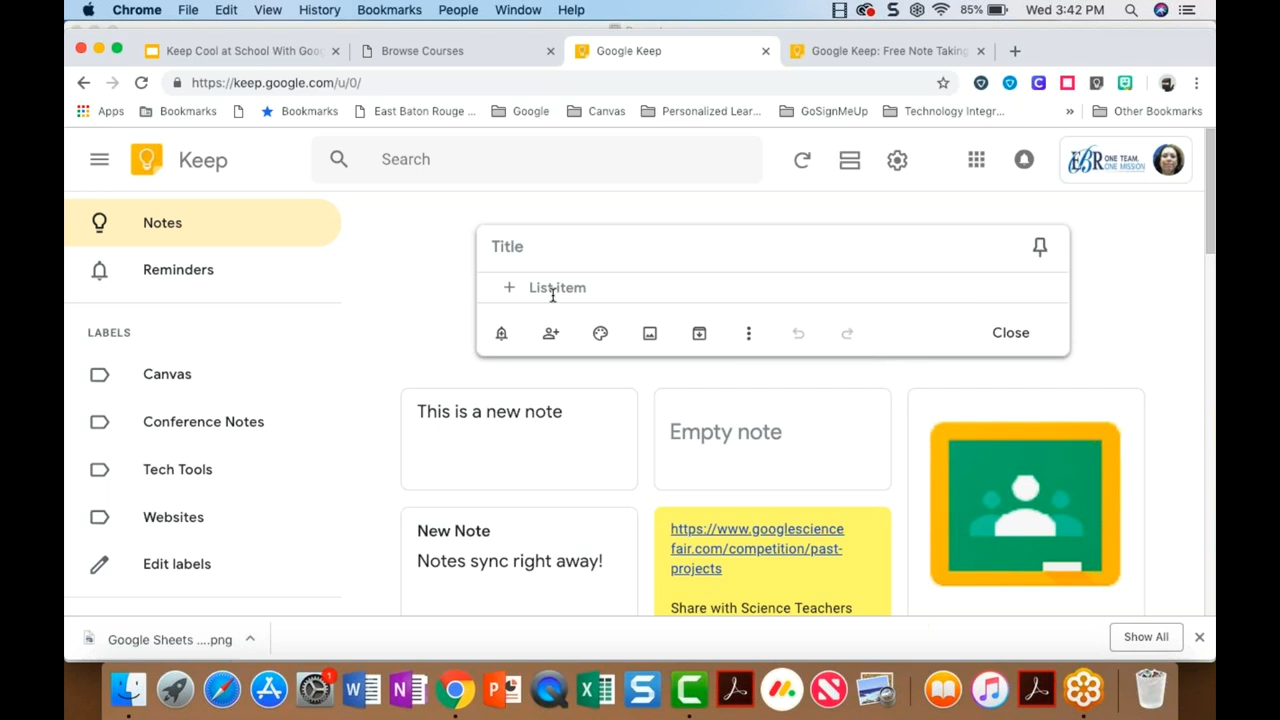 Chrome File Edit View History Bookmarks People Window Help 85% Wed 3:42 PM
Keep Cool at School With Goo Browse Courses Google Keep Google Keep: Free Note Taking
https://keep.google.com/u/0/
Apps Bookmarks Bookmarks East Baton Rouge ... Google Canvas Personalized Lear... GoSignMeUp Technology Integr... » Other Bookmarks
Keep Search EBR ONE TEAM. ONE MISSION
Notes
Reminders
LABELS
Canvas
Conference Notes
Tech Tools
Websites
Edit labels
Title
List item
Close
This is a new note
Empty note
New Note
Notes sync right away!
https://www.googlescience
fair.com/competition/past-
projects
Share with Science Teachers
Google Sheets ....png Show All